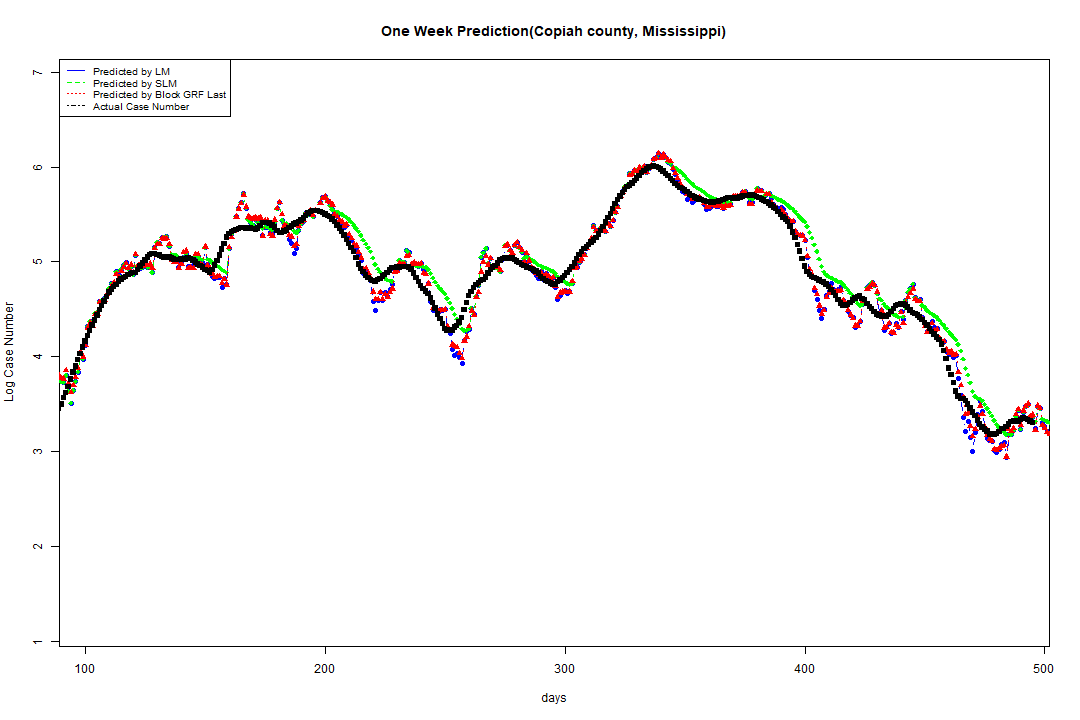 One Week Prediction(Copiah county, Mississippi)
Predicted by LM
Predicted by SLM
Predicted by Block GRF Last
Actual Case Number
7
6
5
4
3
2
1
Log Case Number
100 200 300 400 500
days